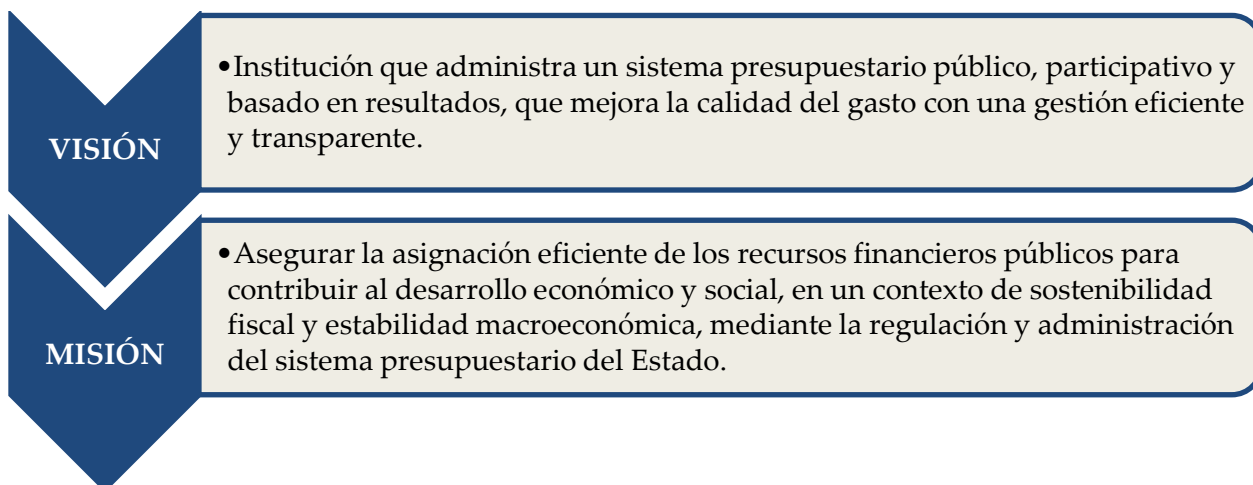 VISIÓN
•Institución que administra un sistema presupuestario público, participativo y
basado en resultados, que mejora la calidad del gasto con una gestión eficiente
y transparente.
MISIÓN
•Asegurar la asignación eficiente de los recursos financieros públicos para
contribuir al desarrollo económico y social, en un contexto de sostenibilidad
fiscal y estabilidad macroeconómica, mediante la regulación y administración
del sistema presupuestario del Estado.